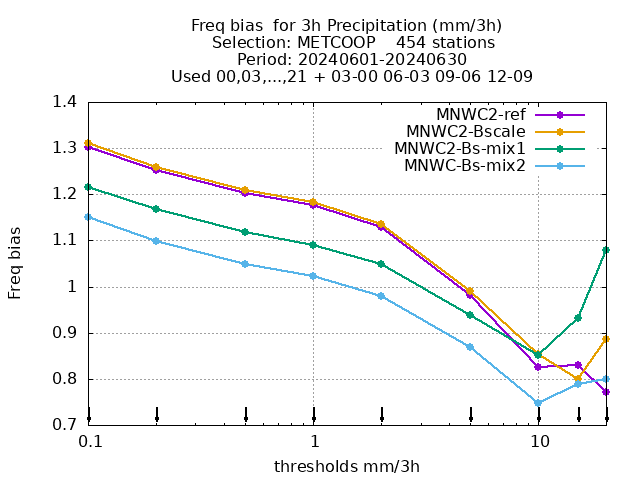 Freq bias  for 3h Precipitation (mm/3h)
Selection: METCOOP    454 stations
Period: 20240601-20240630
Used 00,03,...,21 + 03-00 06-03 09-06 12-09
MNWC2-ref
MNWC2-Bscale
MNWC2-Bs-mix1
MNWC-Bs-mix2
1.4
1.3
1.2
1.1
1
0.9
0.8
0.7
Freq bias
0.1 1 10
thresholds mm/3h